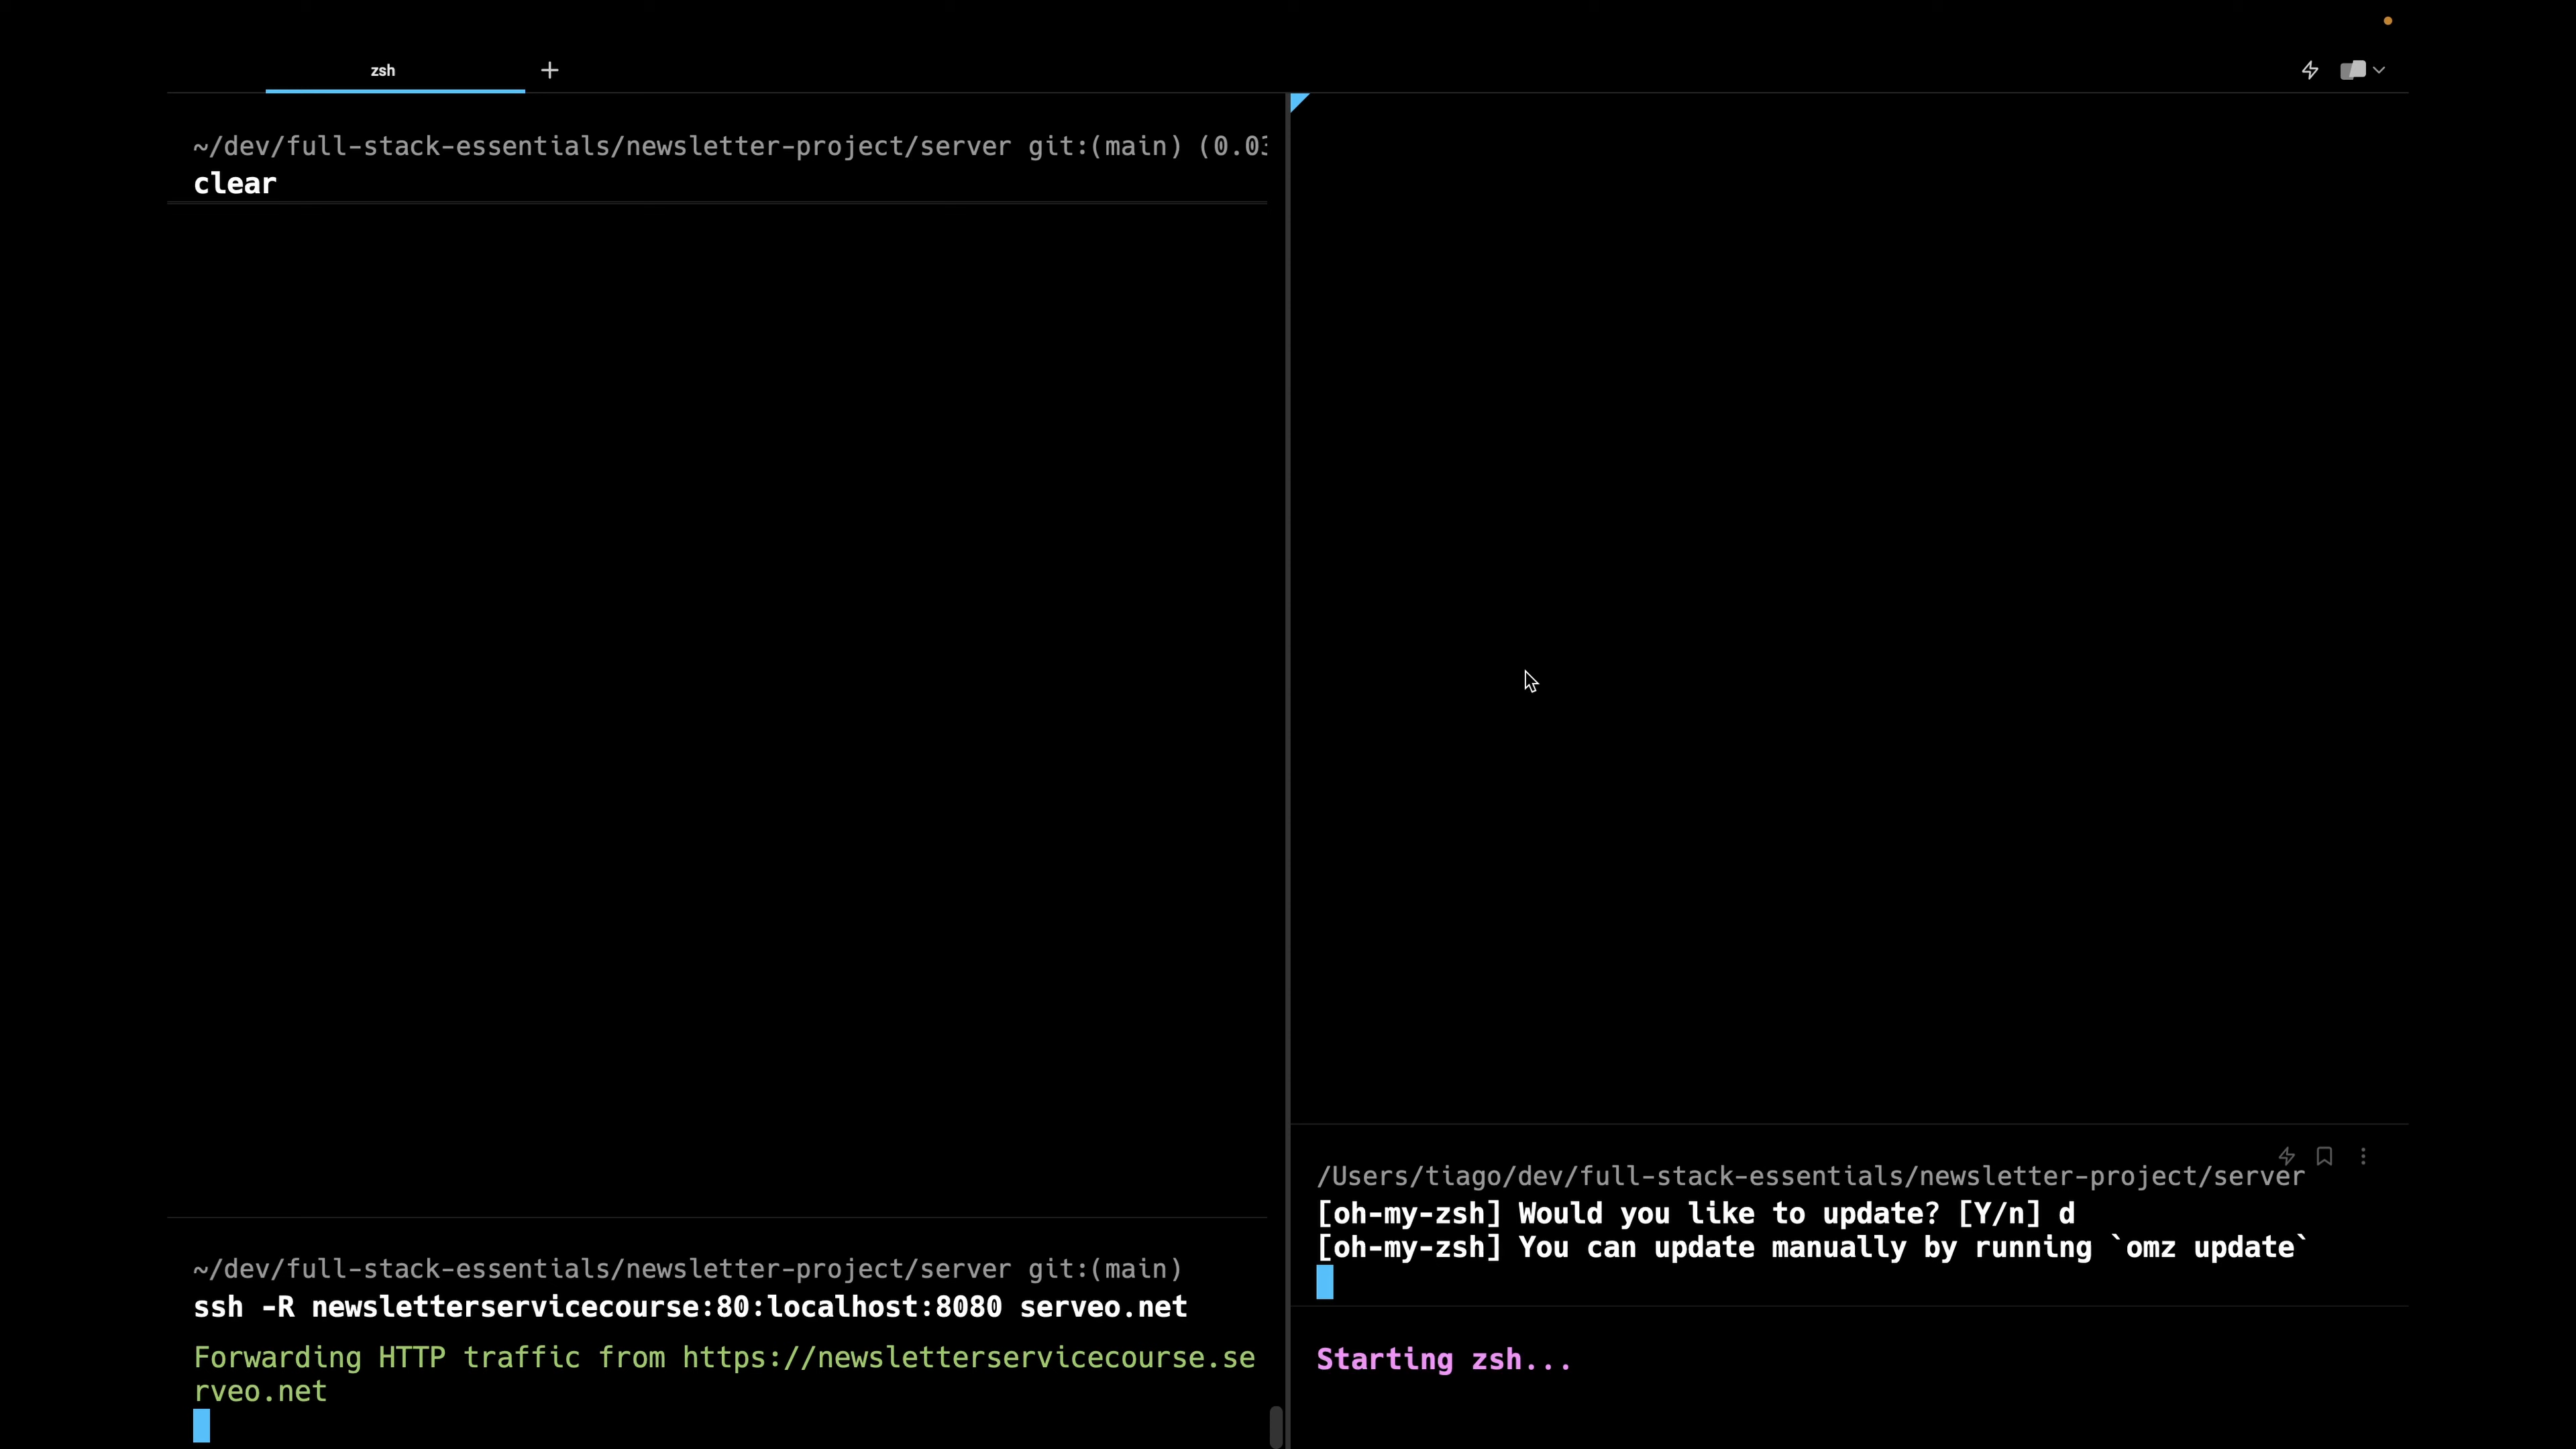 zsh
~/dev/full-stack-essentials/newsletter-project/server git:(main) (0.03
clear
~/dev/full-stack-essentials/newsletter-project/server git:(main)
ssh -R newsletterservicecourse:80:localhost:8080 serveo.net
Forwarding HTTP traffic from https://newsletterservicecourse.se
rveo.net
/Users/tiago/dev/full-stack-essentials/newsletter-project/server
[oh-my-zsh] Would you like to update? [Y/n] d
[oh-my-zsh] You can update manually by running `omz update`
Starting zsh...